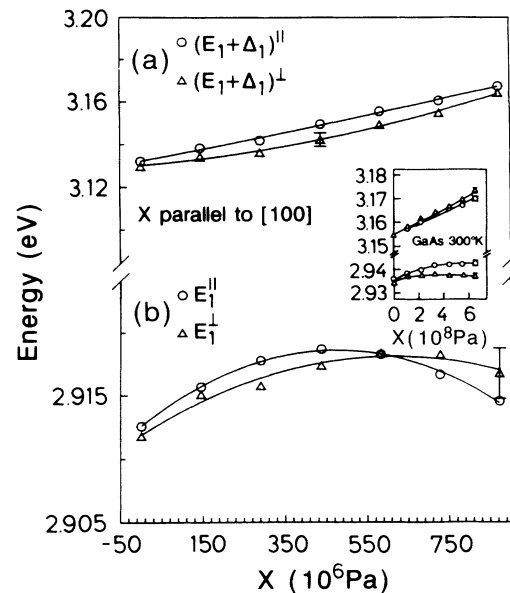 3.20
(a)
○ (E₁+Δ₁)^∥
△ (E₁+Δ₁)^⊥
3.16
3.12
X parallel to [100]
3.18
3.17
3.16
3.15
GaAs 300°K
2.94
2.93
0 2 4 6
X(10⁸Pa)
Energy (eV)
(b)
○ E₁^∥
△ E₁^⊥
2.915
2.905
-50 150 350 550 750
X (10⁶Pa)